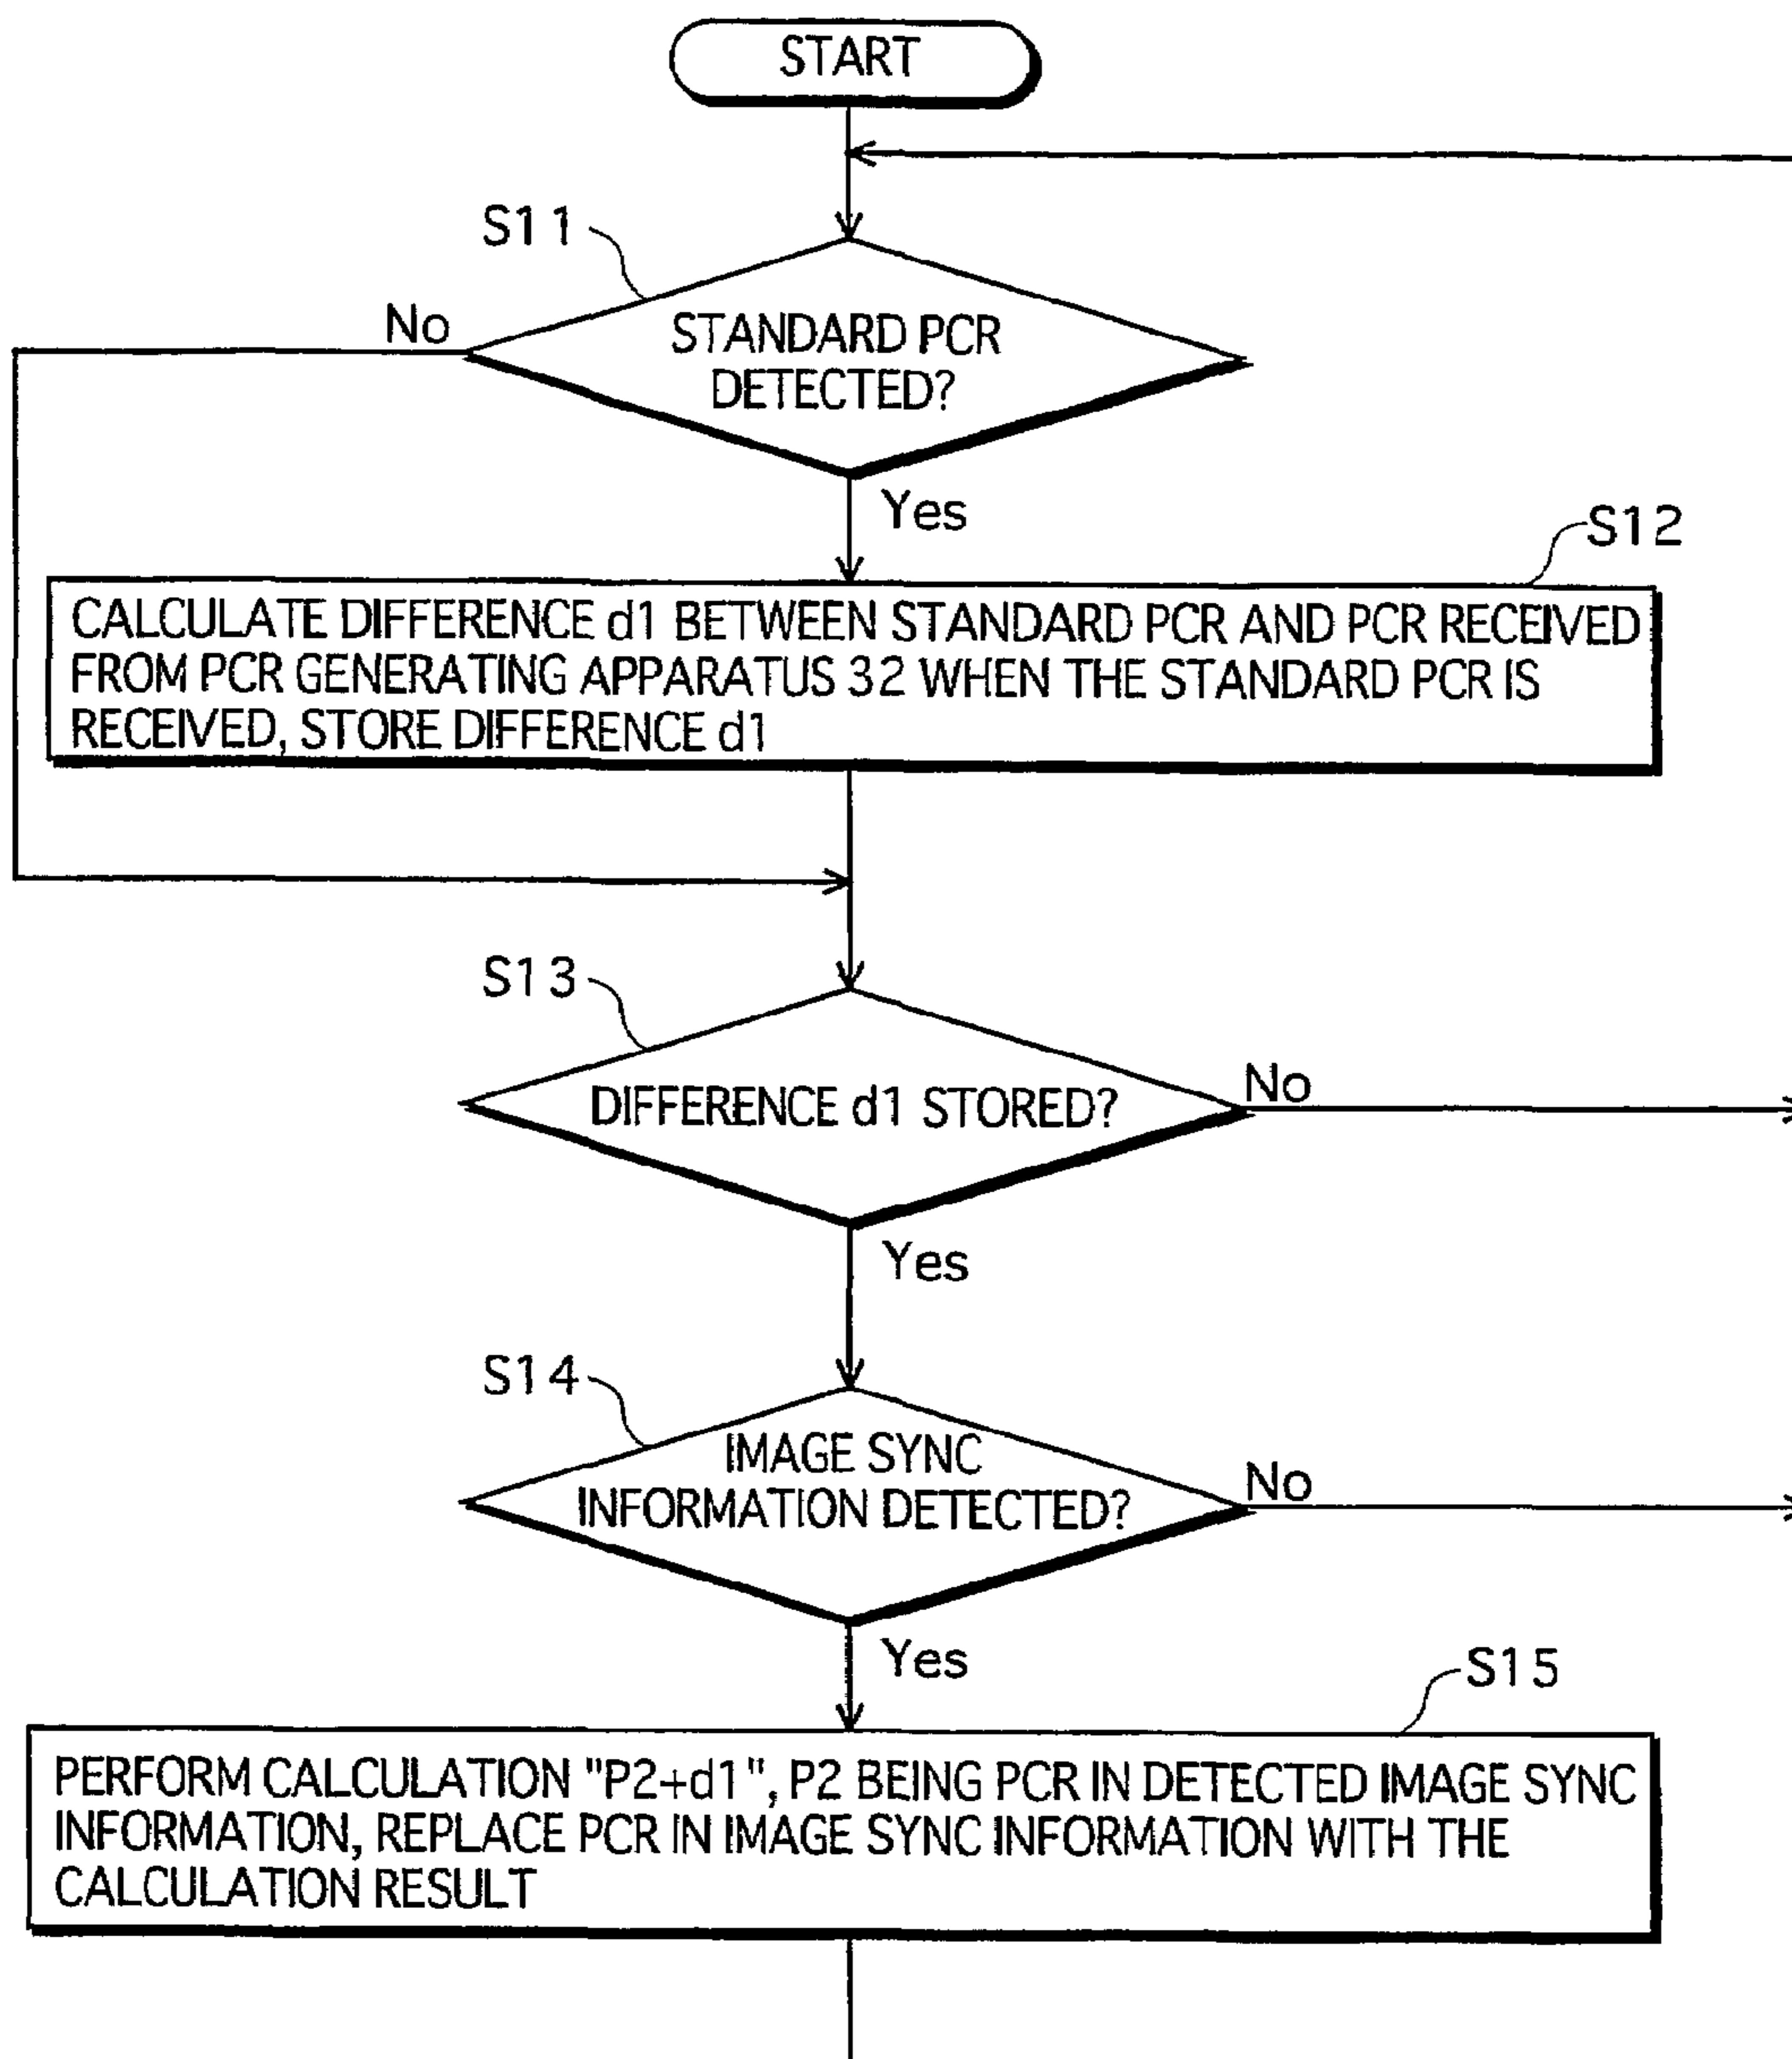 START
S11
No
STANDARD PCR
DETECTED?
Yes
S12
CALCULATE DIFFERENCE d1 BETWEEN STANDARD PCR AND PCR RECEIVED
FROM PCR GENERATING APPARATUS 32 WHEN THE STANDARD PCR IS
RECEIVED, STORE DIFFERENCE d1
S13
DIFFERENCE d1 STORED?
No
Yes
S14
IMAGE SYNC
INFORMATION DETECTED?
No
Yes
S15
PERFORM CALCULATION "P2+d1", P2 BEING PCR IN DETECTED IMAGE SYNC
INFORMATION, REPLACE PCR IN IMAGE SYNC INFORMATION WITH THE
CALCULATION RESULT